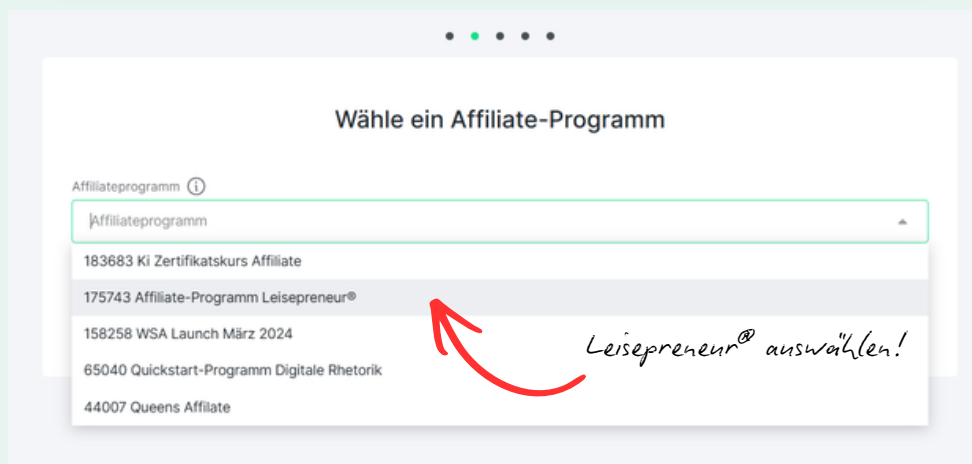 Wähle ein Affiliate-Programm
Affiliateprogramm
Affiliateprogramm
183683 Ki Zertifikatskurs Affiliate
175743 Affiliate-Programm Leisepreneur®
158258 WSA Launch März 2024
Leisepreneur® auswählen!
65040 Quickstart-Programm Digitale Rhetorik
44007 Queens Affilate